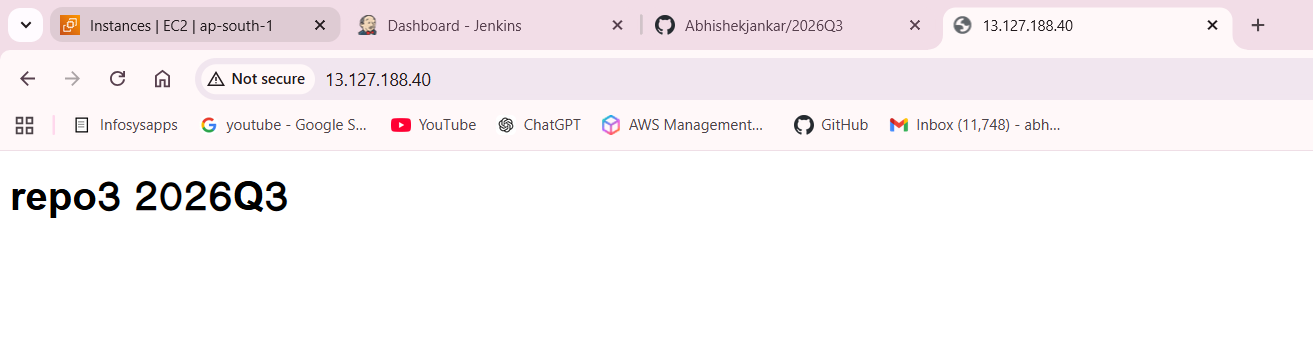 Instances | EC2 | ap-south-1
Dashboard - Jenkins
Abhishekjankar/2026Q3
13.127.188.40
Not secure
13.127.188.40
Infosysapps
youtube - Google S...
YouTube
ChatGPT
AWS Management...
GitHub
Inbox (11,748) - abh...
repo3 2026Q3